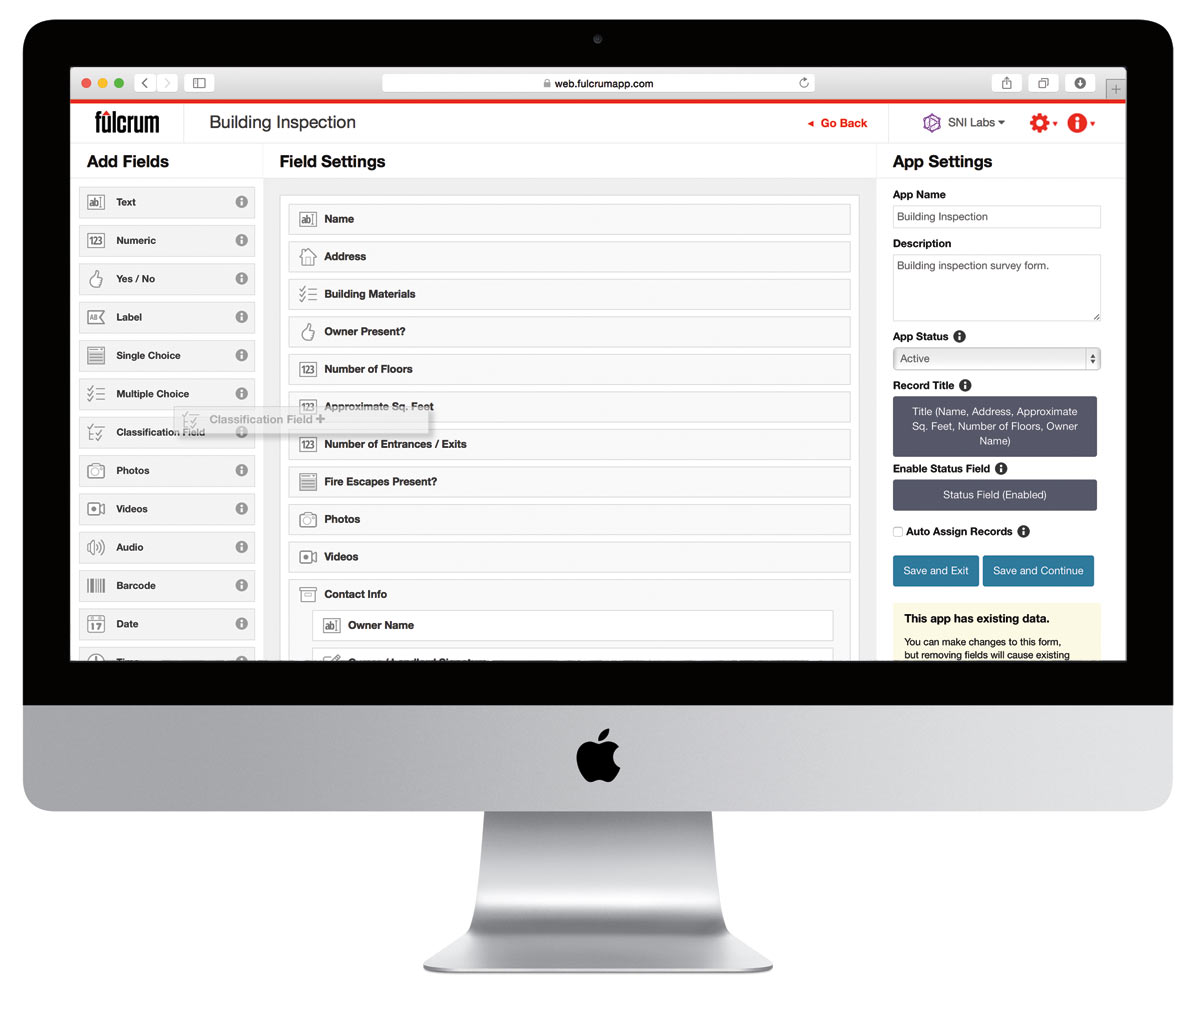 web.fulcrumapp.com
fulcrum
Building Inspection
Go Back
SNI Labs
Add Fields
Text
Numeric
Yes / No
Label
Single Choice
Multiple Choice
Classification Field
Classification Field +
Photos
Videos
Audio
Barcode
Date
Time
Field Settings
Name
Address
Building Materials
Owner Present?
Number of Floors
Approximate Sq. Feet
Number of Entrances / Exits
Fire Escapes Present?
Photos
Videos
Contact Info
Owner Name
Owner / Landlord Signature
App Settings
App Name
Building Inspection
Description
Building inspection survey form.
App Status
Active
Record Title
Title (Name, Address, Approximate
Sq. Feet, Number of Floors, Owner
Name)
Enable Status Field
Status Field (Enabled)
Auto Assign Records
Save and Exit
Save and Continue
This app has existing data.
You can make changes to this form,
but removing fields will cause existing